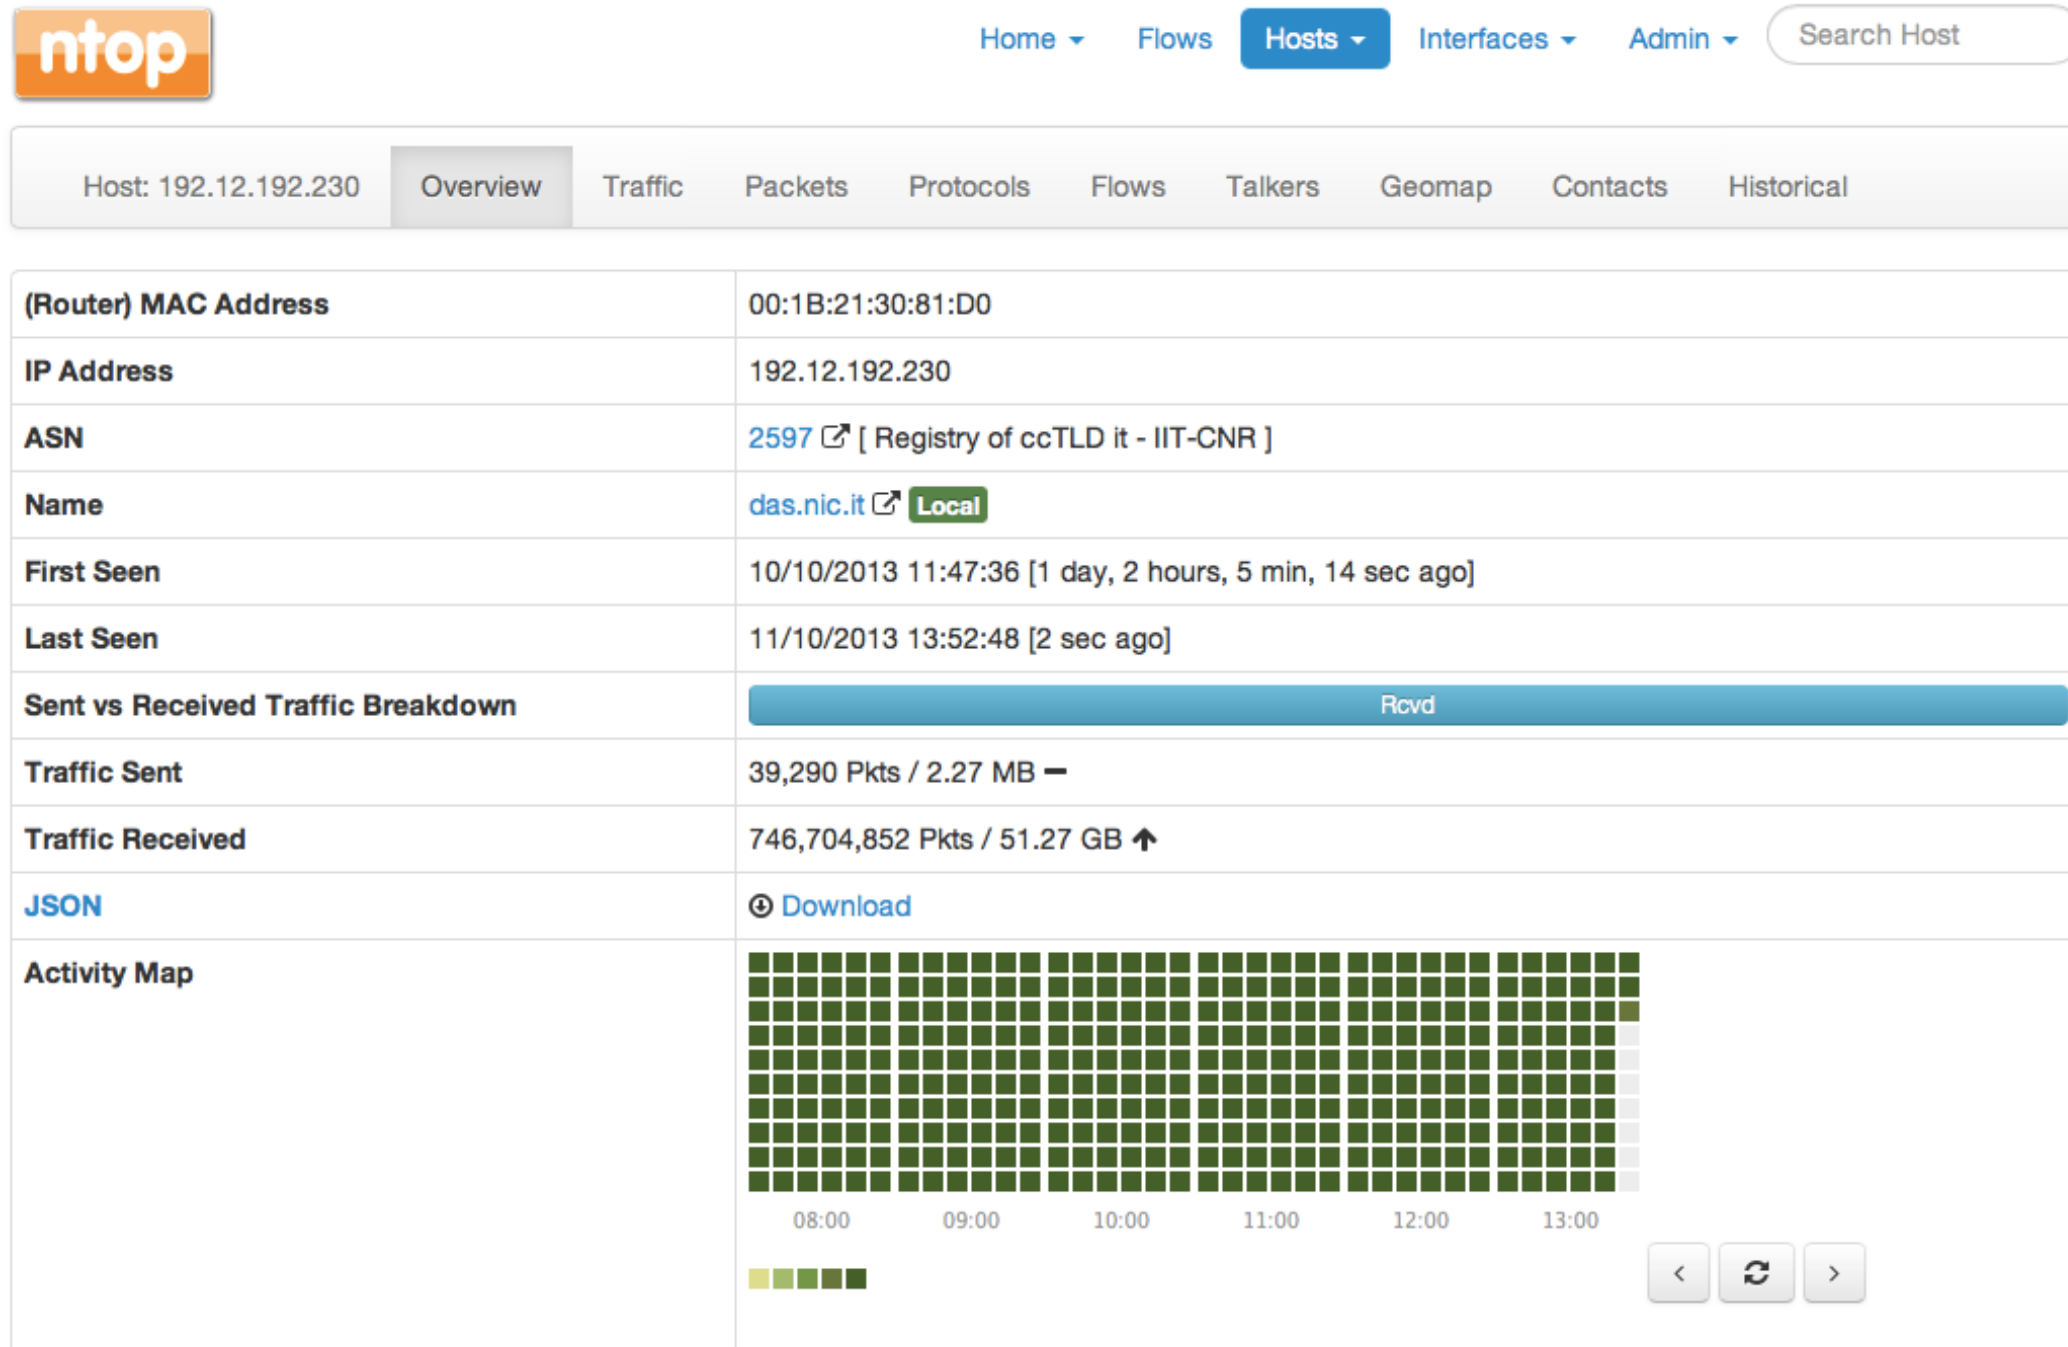 ntop
Home Flows Hosts Interfaces Admin Search Host
Host: 192.12.192.230 Overview Traffic Packets Protocols Flows Talkers Geomap Contacts Historical
(Router) MAC Address 00:1B:21:30:81:D0
IP Address 192.12.192.230
ASN 2597 [ Registry of ccTLD it - IIT-CNR ]
Name das.nic.it Local
First Seen 10/10/2013 11:47:36 [1 day, 2 hours, 5 min, 14 sec ago]
Last Seen 11/10/2013 13:52:48 [2 sec ago]
Sent vs Received Traffic Breakdown Rcvd
Traffic Sent 39,290 Pkts / 2.27 MB
Traffic Received 746,704,852 Pkts / 51.27 GB
JSON Download
Activity Map
08:00 09:00 10:00 11:00 12:00 13:00